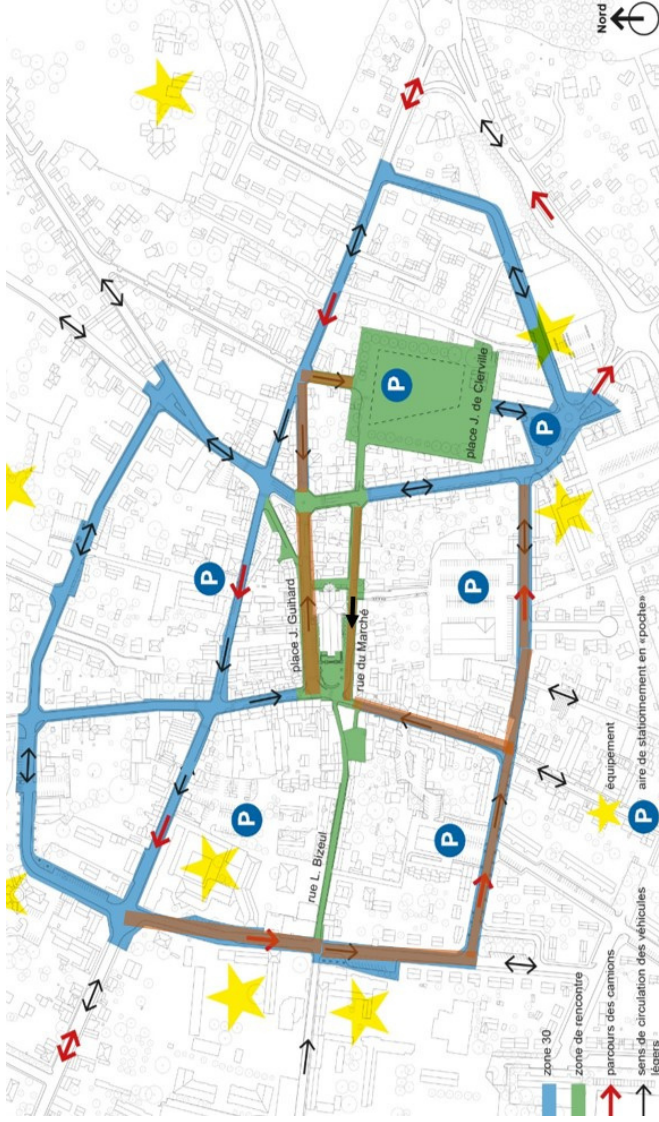 Nord
place J. de Clerville
place J. Guihard
rue du Marché
rue L. Bizeul
P
P
P
P
P
P
zone 30
zone de rencontre
parcours des camions
sens de circulation des véhicules
légers
équipement
P
aire de stationnement en «poche»